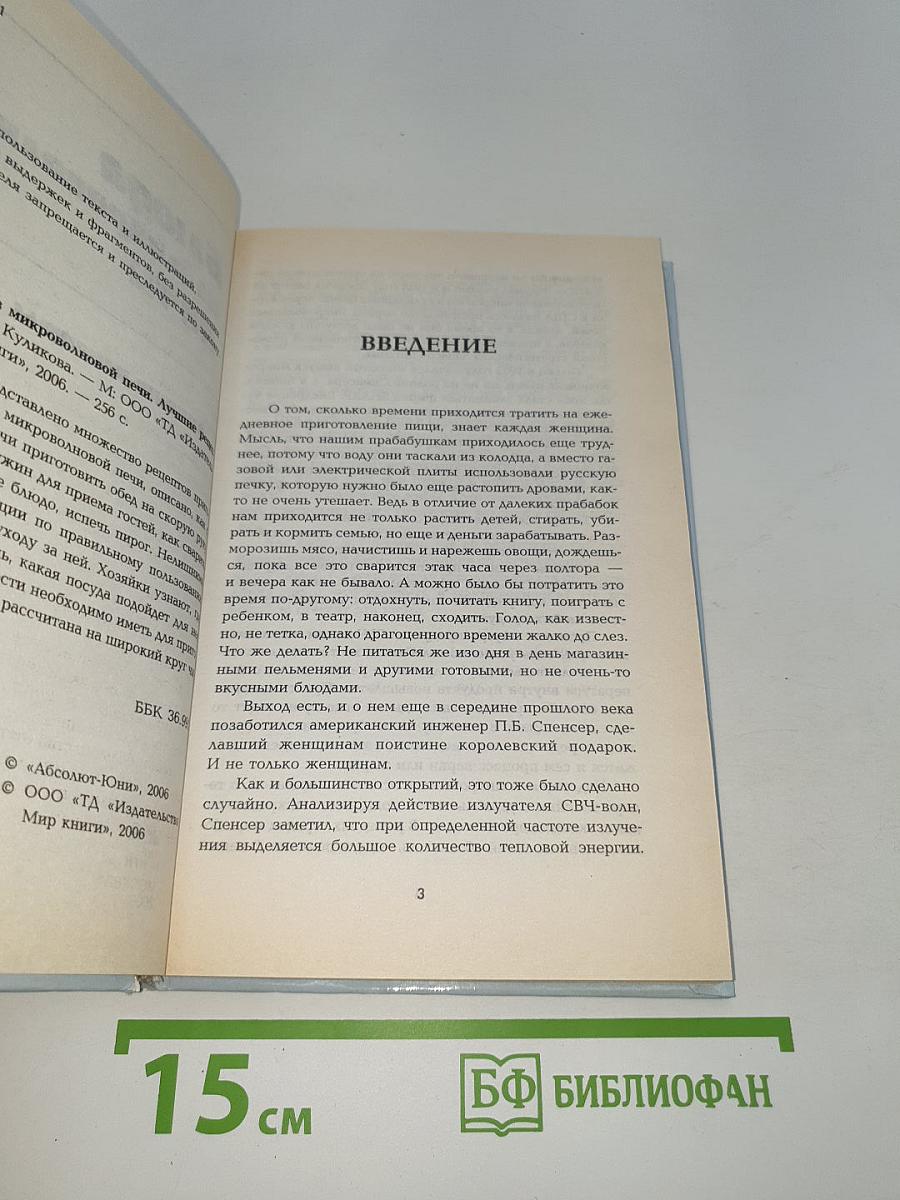 пользование текста и иллюстраций,
выдержек и фрагментов, без разрешения
запрещается и преследуется по закону
микроволновой печи. Лучшие
Куликова. — М: ООО «ТД «Издательс
2006. — 256 с.
множество рецептов
микроволновой печи, описано, как
приготовить обед на скорую
ужин для приема гостей, как
блюдо, испечь пирог.
по правильному
уходу за ней. Хозяйки узнают,
какая посуда подойдет для
необходимо иметь для
рассчитана на широкий круг
ББК 36.99
© «Абсолют-Юни», 2006
© ООО «ТД «Издательство
Мир книги», 2006
ВВЕДЕНИЕ
О том, сколько времени приходится тратить на еже-
дневное приготовление пищи, знает каждая женщина.
Мысль, что нашим прабабушкам приходилось еще труд-
нее, потому что воду они таскали из колодца, а вместо га-
зовой или электрической плиты использовали русскую
печку, которую нужно было еще растопить дровами, как-
то не очень утешает. Ведь в отличие от далеких прабабок
нам приходится не только растить детей, стирать, уби-
рать и кормить семью, но еще и деньги зарабатывать. Раз-
морозишь мясо, начистишь и нарежешь овощи, дождешь-
ся, пока все это сварится этак часа через полтора —
и вечера как не бывало. А можно было бы потратить это
время по-другому: отдохнуть, почитать книгу, поиграть с
ребенком, в театр, наконец, сходить. Голод, как извест-
но, не тетка, однако драгоценного времени жалко до слез.
Что же делать? Не питаться же изо дня в день магазин-
ными пельменями и другими готовыми, но не очень-то
вкусными блюдами.
Выход есть, и о нем еще в середине прошлого века
позаботился американский инженер П.Б. Спенсер, сде-
лавший женщинам поистине королевский подарок.
И не только женщинам.
Как и большинство открытий, это тоже было сделано
случайно. Анализируя действие излучателя СВЧ-волн,
Спенсер заметил, что при определенной частоте излуче-
ния выделяется большое количество тепловой энергии.
3
15 см
БФ БИБЛИОФАН